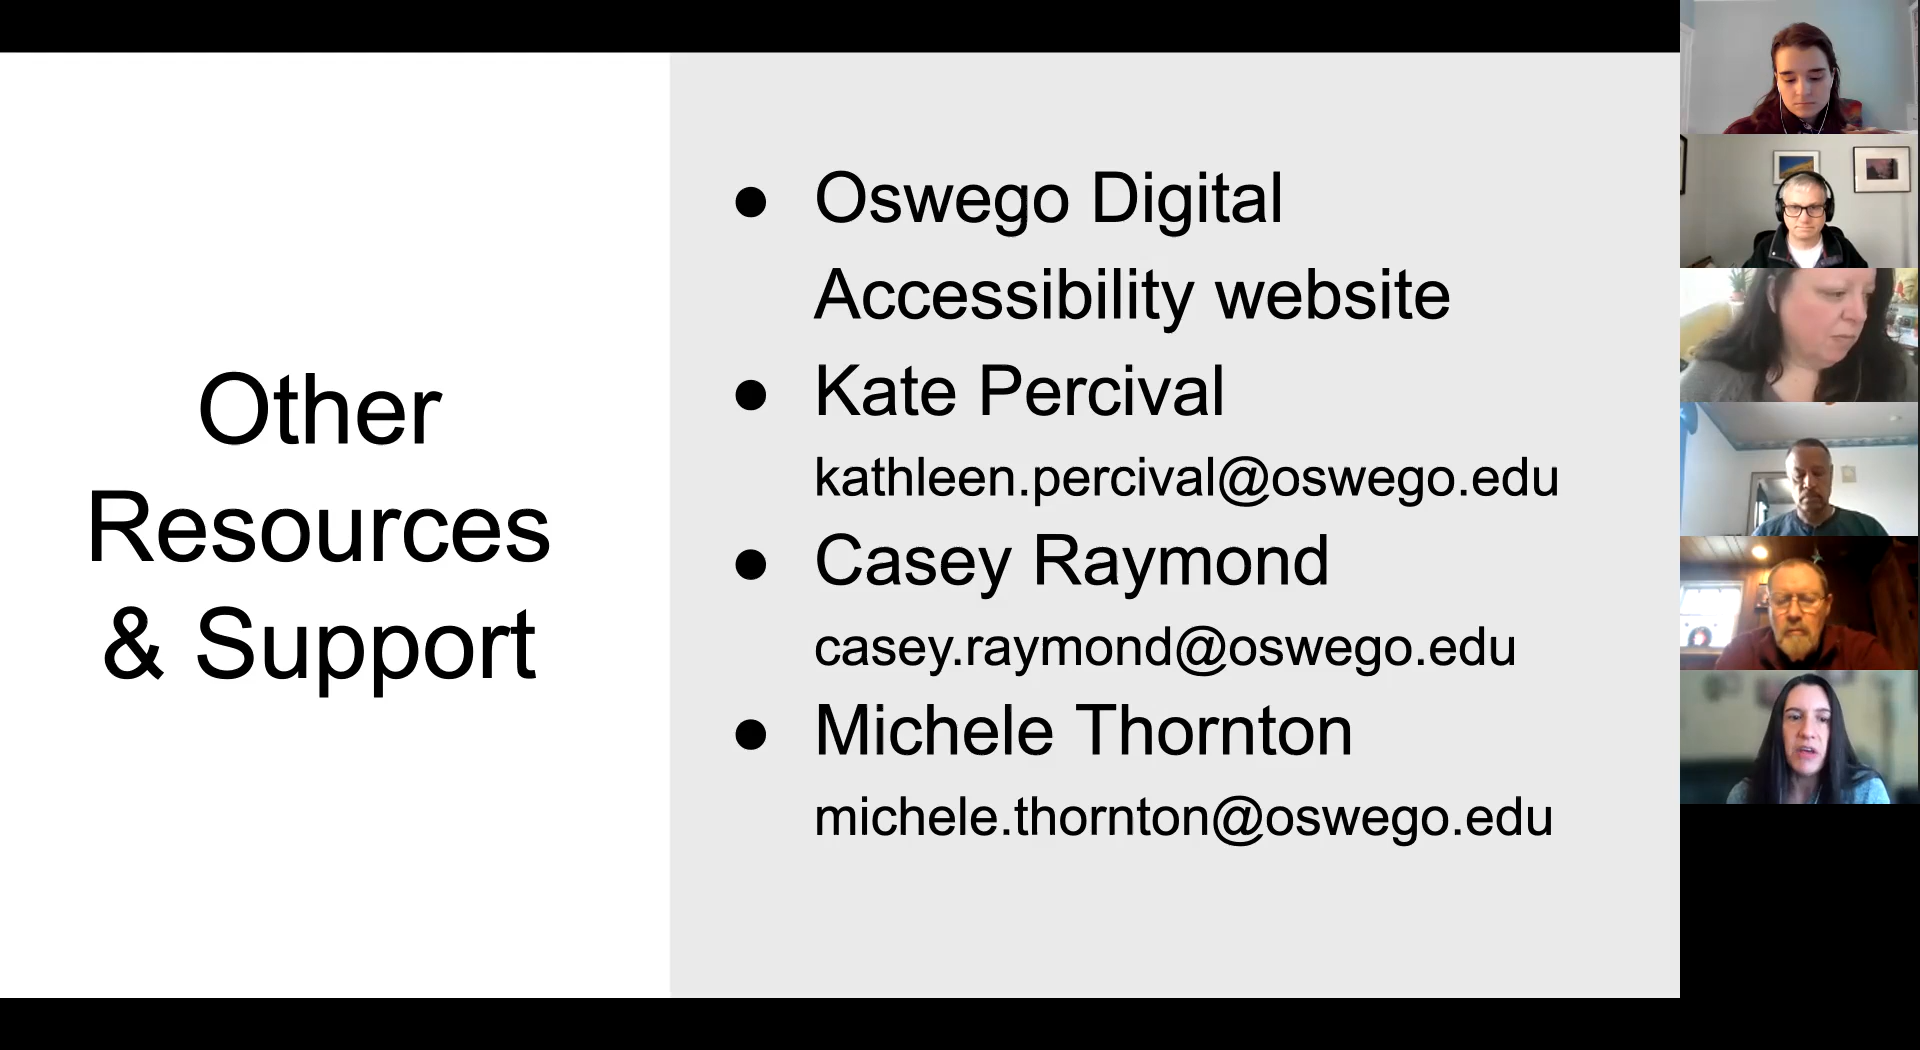 Other
Resources
& Support
● Oswego Digital
Accessibility website
● Kate Percival
kathleen.percival@oswego.edu
● Casey Raymond
casey.raymond@oswego.edu
● Michele Thornton
michele.thornton@oswego.edu